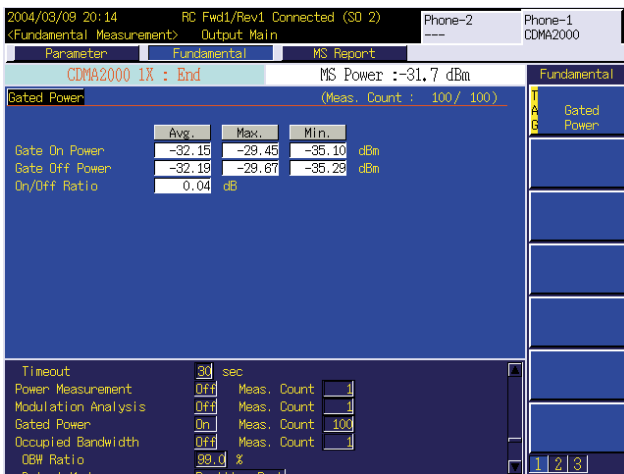 2004/03/09 20:14 RC Fwd1/Rev1 Connected (SO 2) Phone-2 Phone-1
<Fundamental Measurement> Output Main --- CDMA2000
Parameter Fundamental MS Report
CDMA2000 1X : End MS Power :-31.7 dBm Fundamental
Gated Power (Meas. Count : 100/ 100)
TAG Gated Power
Avg. Max. Min.
Gate On Power -32.15 -29.45 -35.10 dBm
Gate Off Power -32.19 -29.67 -35.29 dBm
On/Off Ratio 0.04 dB
Timeout 30 sec
Power Measurement Off Meas. Count 1
Modulation Analysis Off Meas. Count 1
Gated Power On Meas. Count 100
Occupied Bandwidth Off Meas. Count 1
OBW Ratio 99.0 %
1 2 3